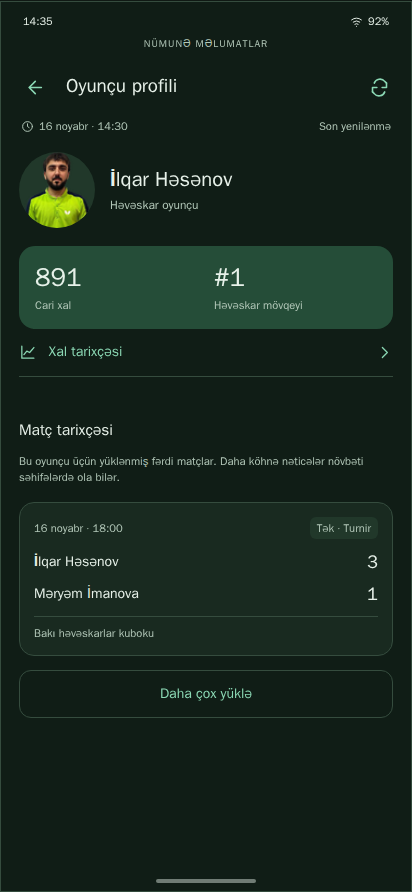 14:35
92%
NÜMUNƏ MƏLUMATLAR
Oyunçu profili
16 noyabr · 14:30
Son yenilənmə
İlqar Həsənov
Həvəskar oyunçu
891
#1
Cari xal
Həvəskar mövqeyi
Xal tarixçəsi
Matç tarixçəsi
Bu oyunçu üçün yüklənmiş fərdi matçlar. Daha köhnə nəticələr növbəti
səhifələrdə ola bilər.
16 noyabr · 18:00
Tək · Turnir
İlqar Həsənov
3
Məryəm İmanova
1
Bakı həvəskarlar kuboku
Daha çox yüklə